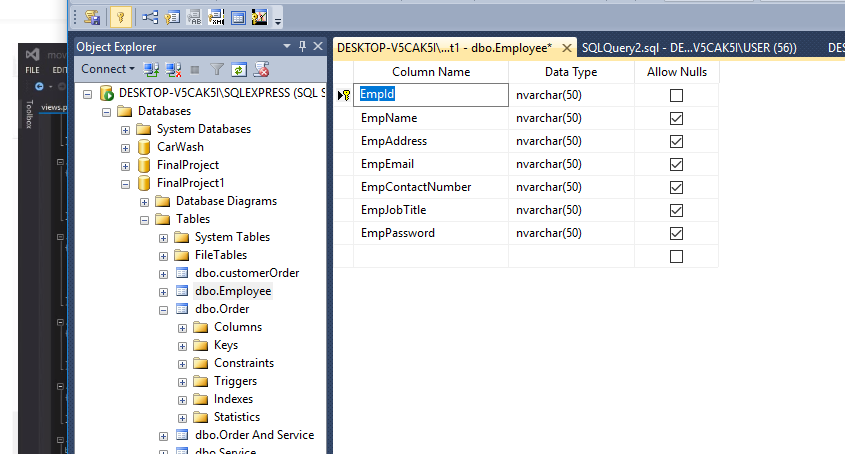 Object Explorer
Connect
DESKTOP-V5CAK5I\SQLEXPRESS (SQL S
Databases
System Databases
CarWash
FinalProject
FinalProject1
Database Diagrams
Tables
System Tables
FileTables
dbo.customerOrder
dbo.Employee
dbo.Order
Columns
Keys
Constraints
Triggers
Indexes
Statistics
dbo.Order And Service
dbo.Service
DESKTOP-V5CAK5I\...t1 - dbo.Employee* SQLQuery2.sql - DE...V5CAK5I\USER (56)) DES
Column Name Data Type Allow Nulls
EmpId nvarchar(50)
EmpName nvarchar(50)
EmpAddress nvarchar(50)
EmpEmail nvarchar(50)
EmpContactNumber nvarchar(50)
EmpJobTitle nvarchar(50)
EmpPassword nvarchar(50)
mov
FILE EDI
views.p
Toolbox